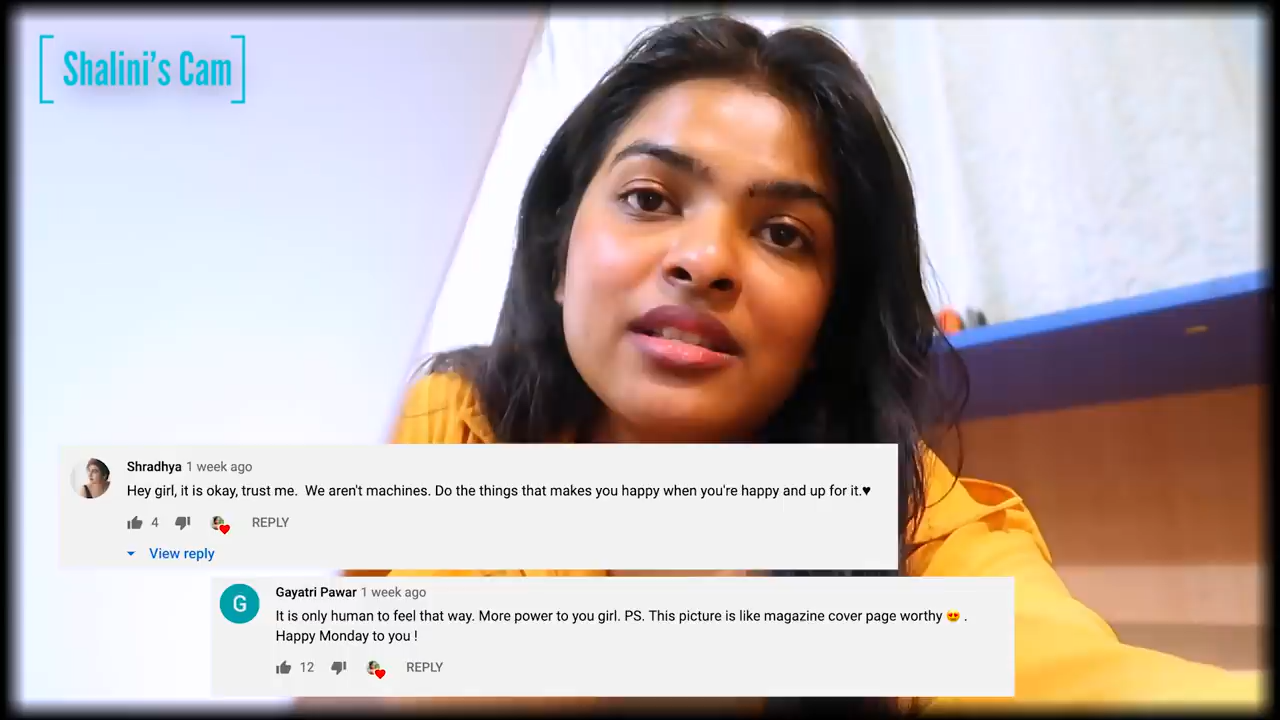 Shalini's Cam
Shradhya 1 week ago
Hey girl, it is okay, trust me.  We aren't machines. Do the things that makes you happy when you're happy and up for it.♥
4 REPLY
View reply
G
Gayatri Pawar 1 week ago
It is only human to feel that way. More power to you girl. PS. This picture is like magazine cover page worthy 😍 .
Happy Monday to you !
12 REPLY